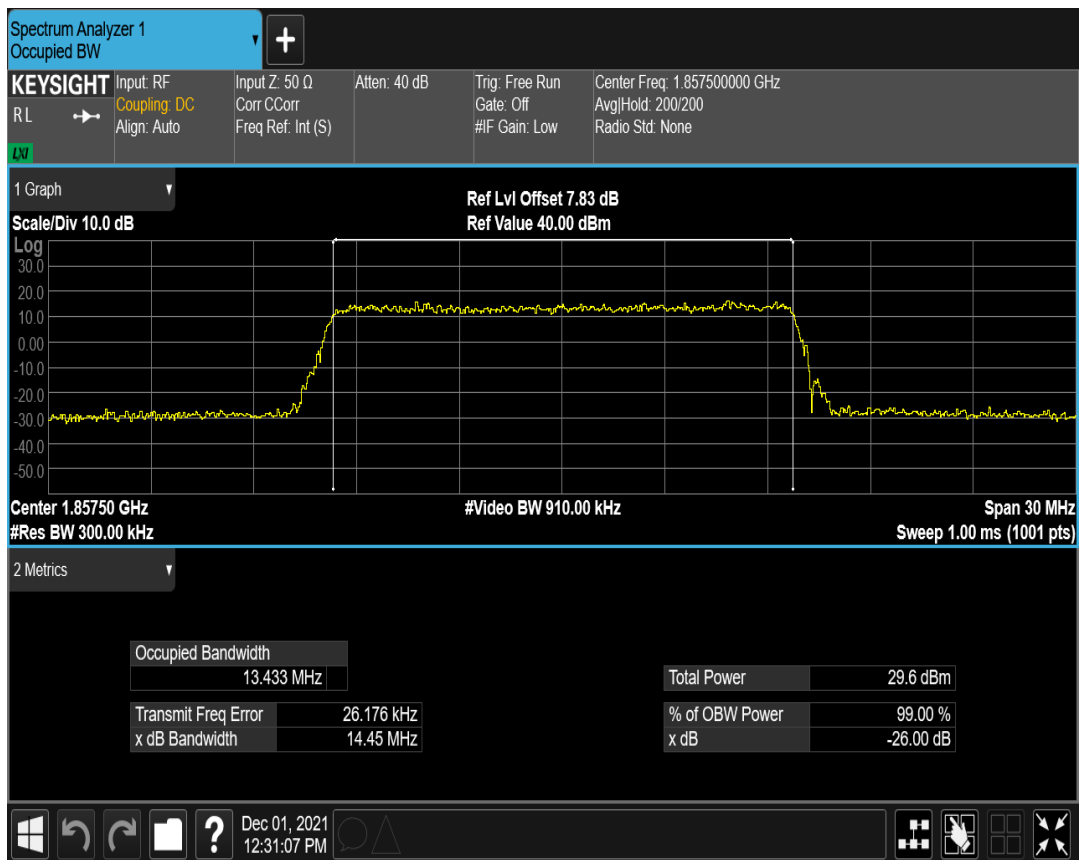 Spectrum Analyzer 1
Occupied BW
+
KEYSIGHT
R L
LXI
Input: RF
Coupling: DC
Align: Auto
Input Z: 50 Ω
Corr CCorr
Freq Ref: Int (S)
Atten: 40 dB
Trig: Free Run
Gate: Off
#IF Gain: Low
Center Freq: 1.857500000 GHz
Avg|Hold: 200/200
Radio Std: None
1 Graph
Ref Lvl Offset 7.83 dB
Scale/Div 10.0 dB
Ref Value 40.00 dBm
Log
30.0
20.0
10.0
0.00
-10.0
-20.0
-30.0
-40.0
-50.0
Center 1.85750 GHz
#Video BW 910.00 kHz
Span 30 MHz
#Res BW 300.00 kHz
Sweep 1.00 ms (1001 pts)
2 Metrics
Occupied Bandwidth
13.433 MHz
Transmit Freq Error 26.176 kHz
x dB Bandwidth 14.45 MHz
Total Power 29.6 dBm
% of OBW Power 99.00 %
x dB -26.00 dB
?
Dec 01, 2021
12:31:07 PM